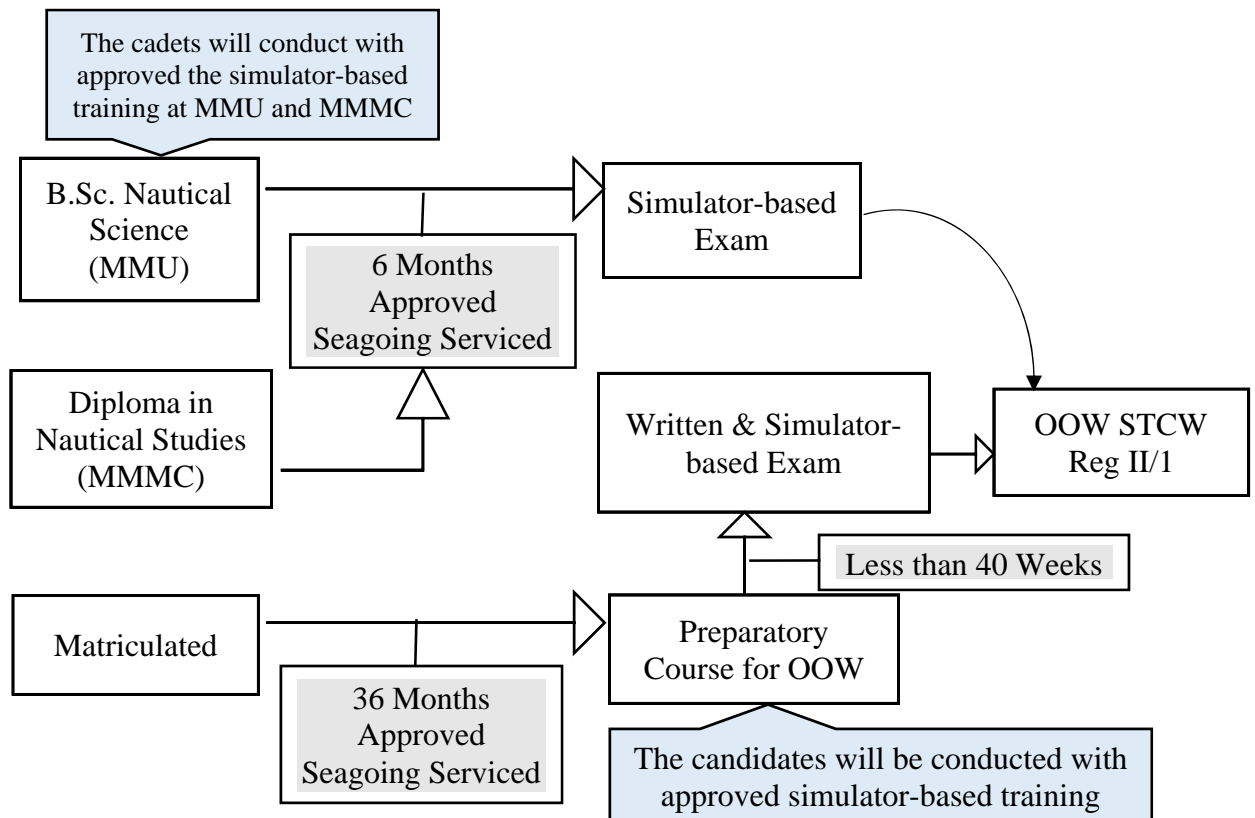 The cadets will conduct with
approved the simulator-based
training at MMU and MMMC
B.Sc. Nautical
Science
(MMU)
Simulator-based
Exam
6 Months
Approved
Seagoing Serviced
Diploma in
Nautical Studies
(MMMC)
Written & Simulator-
based Exam
OOW STCW
Reg II/1
Less than 40 Weeks
Matriculated
Preparatory
Course for OOW
36 Months
Approved
Seagoing Serviced
The candidates will be conducted with
approved simulator-based training